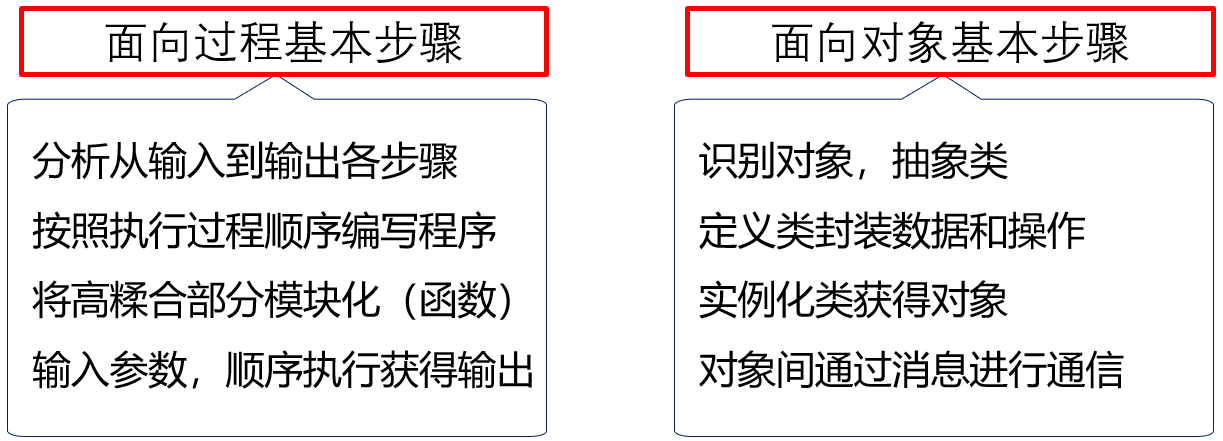 面向过程基本步骤
分析从输入到输出各步骤
按照执行过程顺序编写程序
将高糅合部分模块化（函数）
输入参数，顺序执行获得输出
面向对象基本步骤
识别对象，抽象类
定义类封装数据和操作
实例化类获得对象
对象间通过消息进行通信